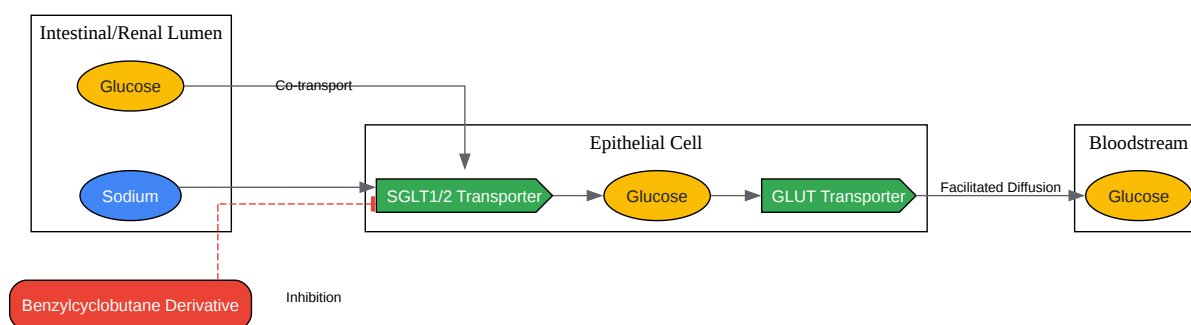 Intestinal/Renal Lumen
Glucose
Co-transport
Epithelial Cell
Bloodstream
Sodium
SGLT1/2 Transporter
Glucose
GLUT Transporter
Facilitated Diffusion
Glucose
Benzylcyclobutane Derivative
Inhibition